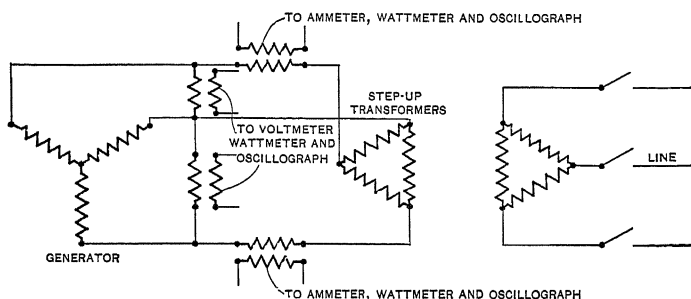 TO AMMETER, WATTMETER AND OSCILLOGRAPH
STEP-UP
TRANSFORMERS
TO VOLTMETER
WATTMETER AND
OSCILLOGRAPH
LINE
GENERATOR
TO AMMETER, WATTMETER AND OSCILLOGRAPH